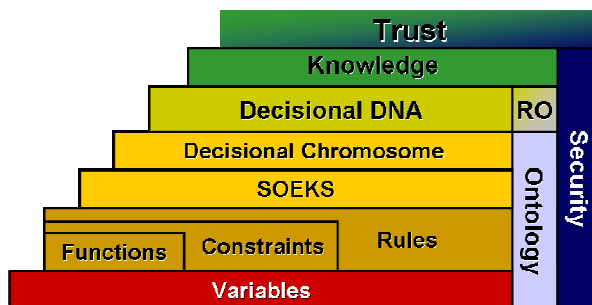 Trust
Knowledge
Decisional DNA
RO
Decisional Chromosome
SOEKS
Functions
Constraints
Rules
Variables
Ontology
Security